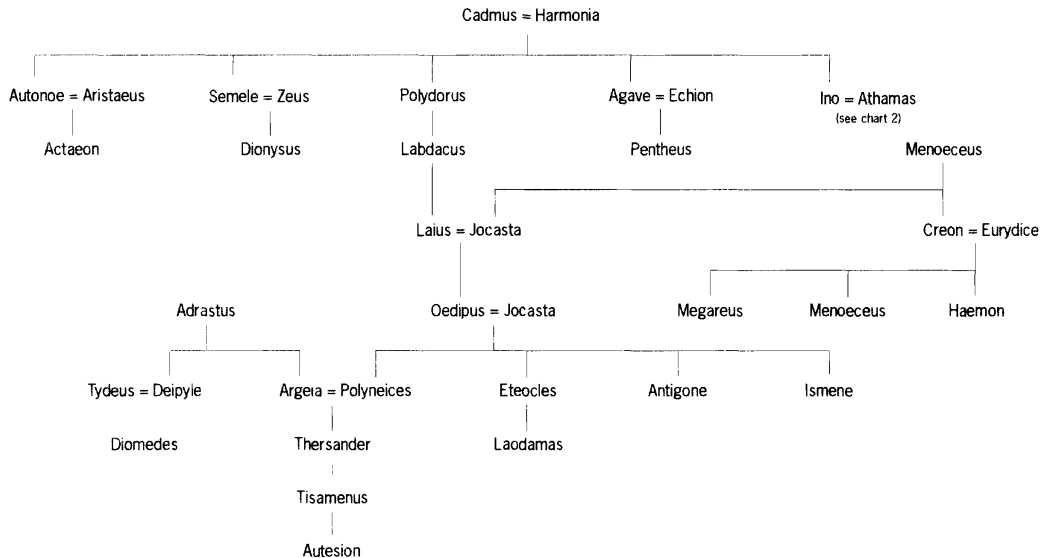 Cadmus = Harmonia
Autonoe = Aristaeus Semele = Zeus Polydorus Agave = Echion Ino = Athamas
(see chart 2)
Actaeon Dionysus Labdacus Pentheus Menoeceus
Laius = Jocasta Creon = Eurydice
Adrastus Oedipus = Jocasta Megareus Menoeceus Haemon
Tydeus = Deipyle Argeia = Polyneices Eteocles Antigone Ismene
Diomedes Thersander Laodamas
Tisamenus
Autesion